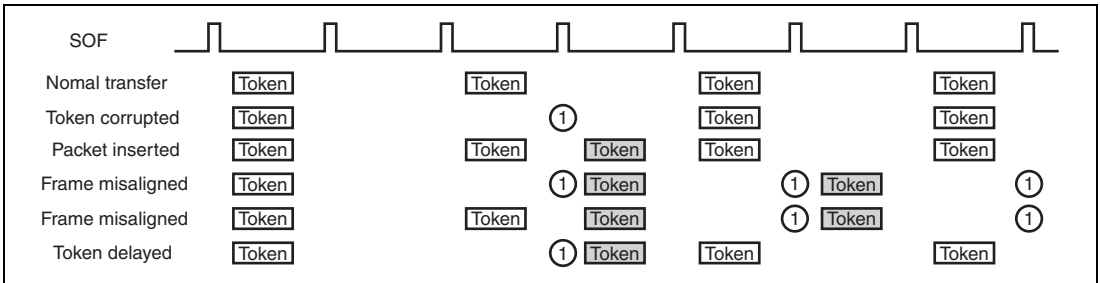 SOF
Nomal transfer Token Token Token Token
Token corrupted Token 1 Token Token
Packet inserted Token Token Token Token Token
Frame misaligned Token 1 Token 1 Token 1
Frame misaligned Token Token Token 1 Token 1
Token delayed Token 1 Token Token Token